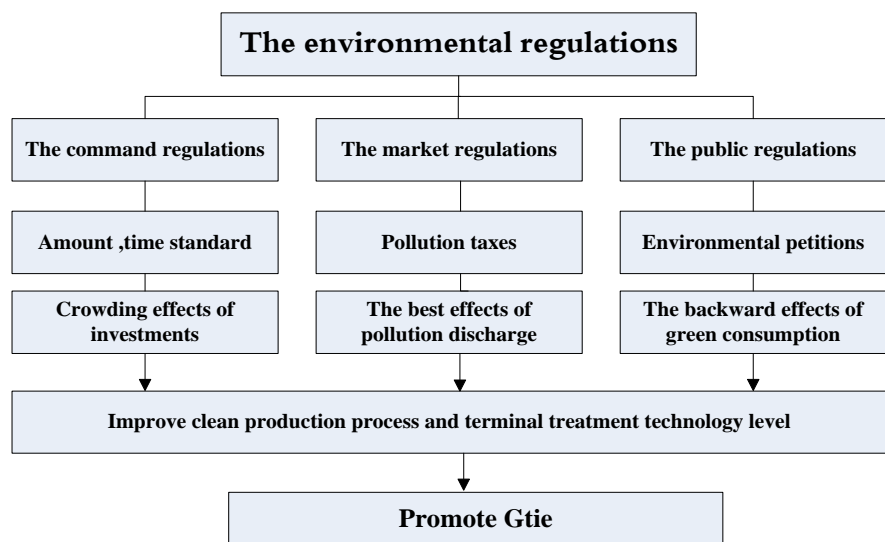 The environmental regulations
The command regulations
The market regulations
The public regulations
Amount ,time standard
Pollution taxes
Environmental petitions
Crowding effects of
investments
The best effects of
pollution discharge
The backward effects of
green consumption
Improve clean production process and terminal treatment technology level
Promote Gtie